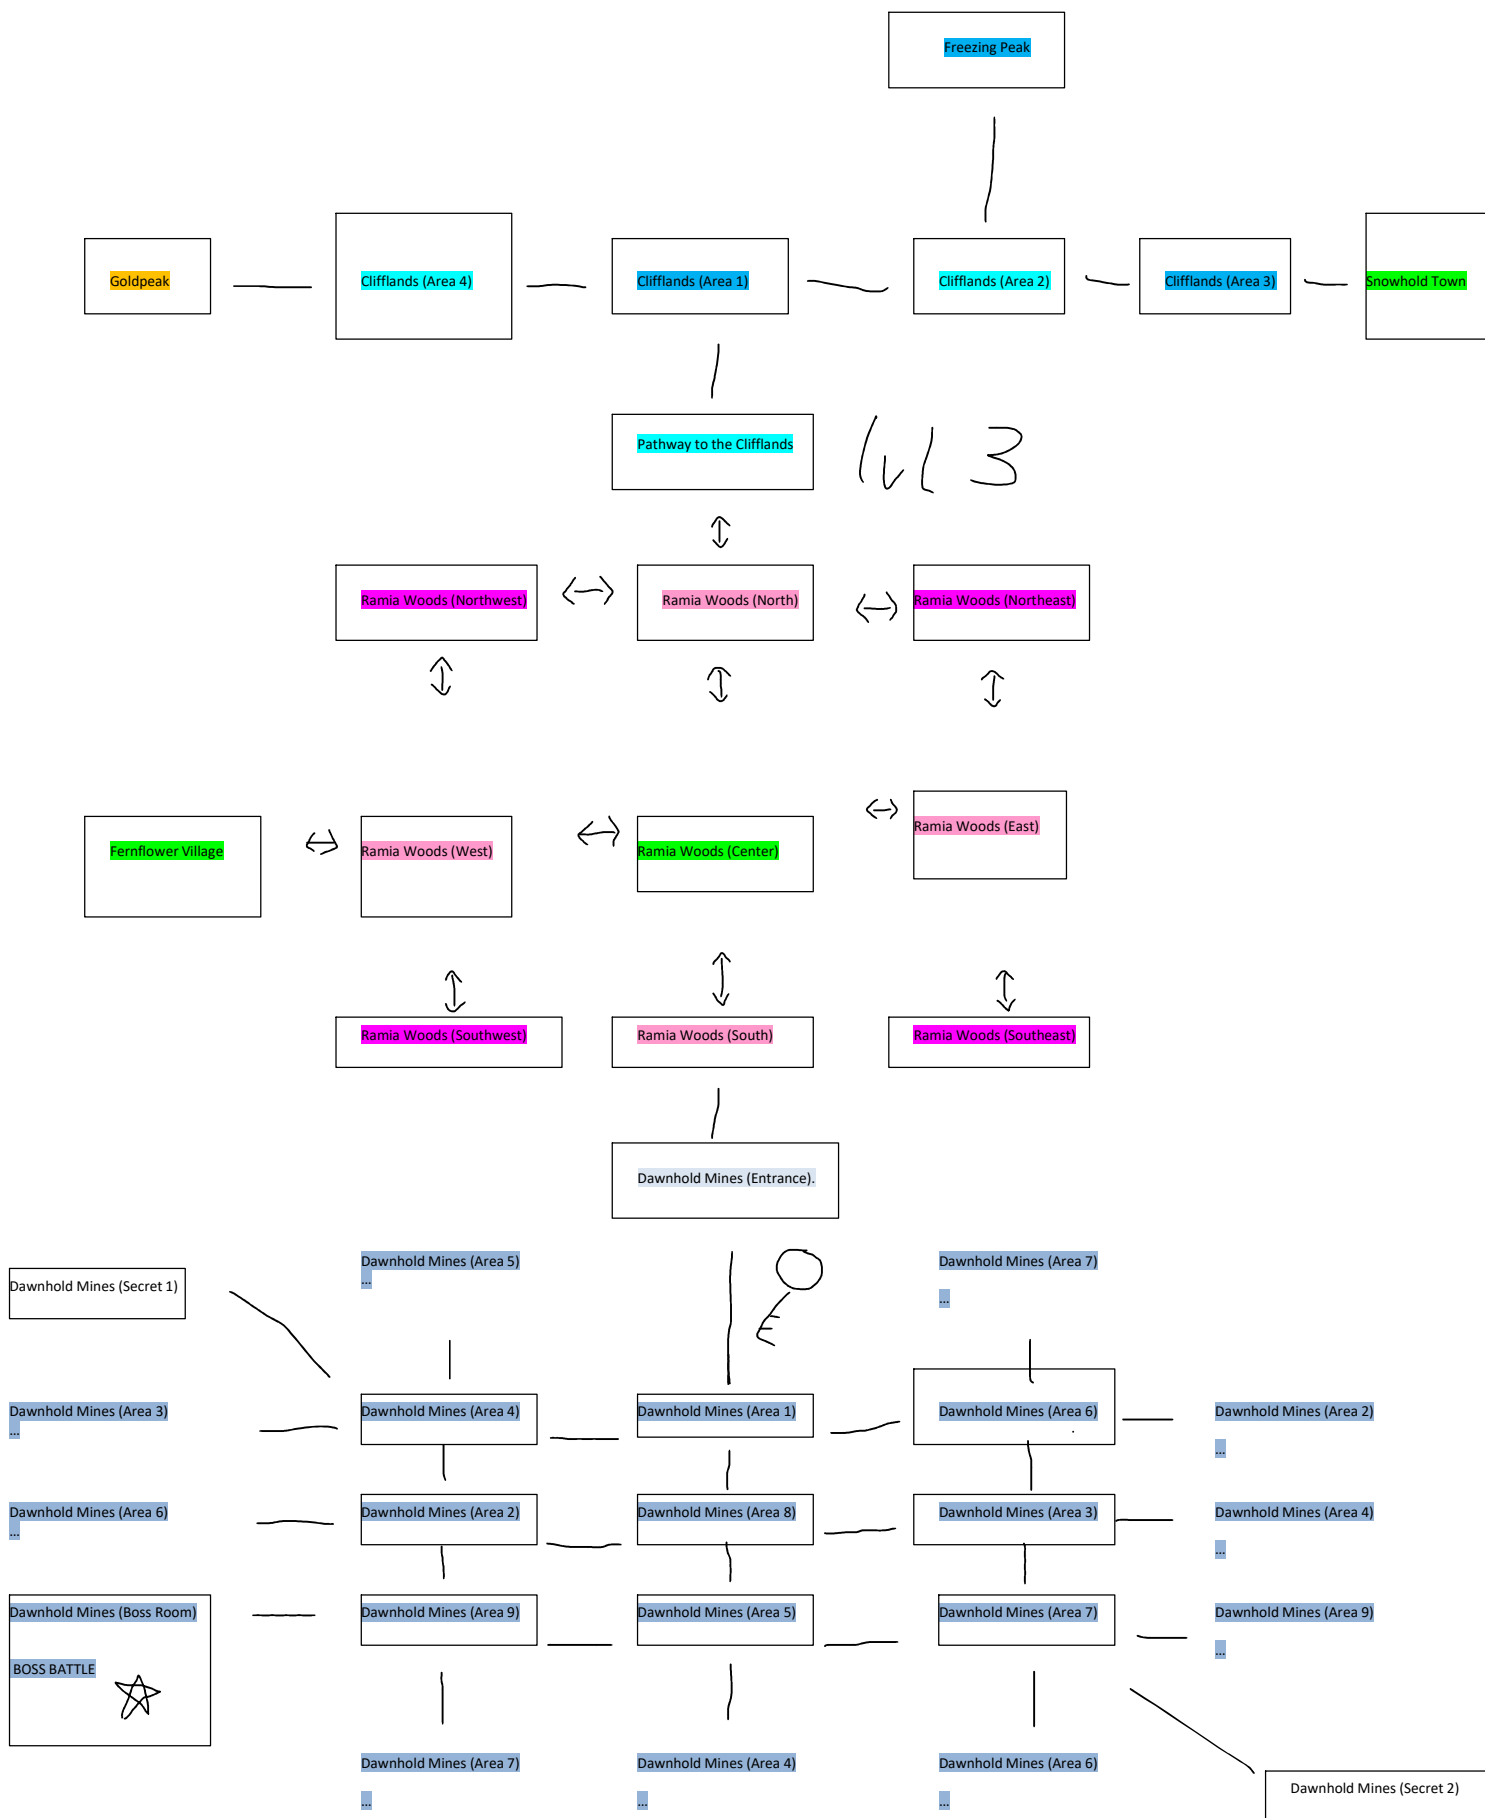 Freezing Peak
Goldpeak
Clifflands (Area 4)
Clifflands (Area 1)
Clifflands (Area 2)
Clifflands (Area 3)
Snowhold Town
Pathway to the Clifflands
lvl 3
Ramia Woods (Northwest)
Ramia Woods (North)
Ramia Woods (Northeast)
Fernflower Village
Ramia Woods (West)
Ramia Woods (Center)
Ramia Woods (East)
Ramia Woods (Southwest)
Ramia Woods (South)
Ramia Woods (Southeast)
Dawnhold Mines (Entrance).
Dawnhold Mines (Secret 1)
Dawnhold Mines (Area 5)
...
Dawnhold Mines (Area 7)
...
Dawnhold Mines (Area 3)
...
Dawnhold Mines (Area 4)
Dawnhold Mines (Area 1)
Dawnhold Mines (Area 6)
Dawnhold Mines (Area 2)
...
Dawnhold Mines (Area 6)
...
Dawnhold Mines (Area 2)
Dawnhold Mines (Area 8)
Dawnhold Mines (Area 3)
Dawnhold Mines (Area 4)
...
Dawnhold Mines (Boss Room)
BOSS BATTLE
Dawnhold Mines (Area 9)
Dawnhold Mines (Area 5)
Dawnhold Mines (Area 7)
Dawnhold Mines (Area 9)
...
Dawnhold Mines (Area 7)
...
Dawnhold Mines (Area 4)
...
Dawnhold Mines (Area 6)
...
Dawnhold Mines (Secret 2)